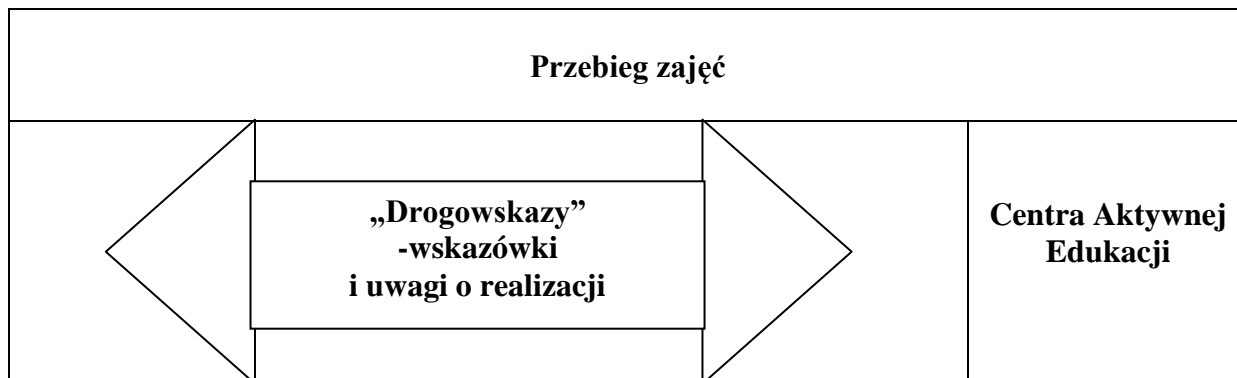 Przebieg zajęć
„Drogowskazy”
-wskazówki
i uwagi o realizacji
Centra Aktywnej
Edukacji